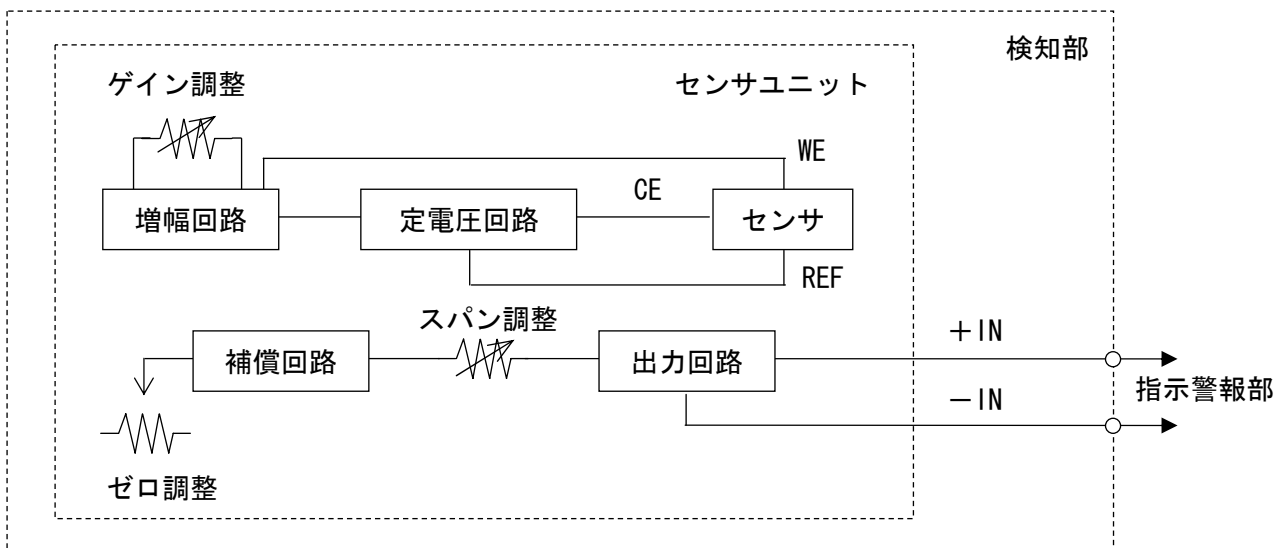 検知部
センサユニット
ゲイン調整
WE
CE
増幅回路
定電圧回路
センサ
REF
スパン調整
補償回路
出力回路
+IN
-IN
指示警報部
ゼロ調整